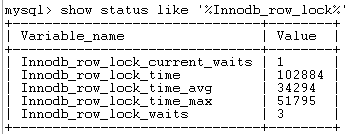 mysql> show status like '%Innodb_row_lock%'
+-------------------------------+--------+
| Variable_name | Value |
+-------------------------------+--------+
| Innodb_row_lock_current_waits | 1
| Innodb_row_lock_time | 102884
| Innodb_row_lock_time_avg | 34294
| Innodb_row_lock_time_max | 51795
| Innodb_row_lock_waits | 3
+-------------------------------+--------+